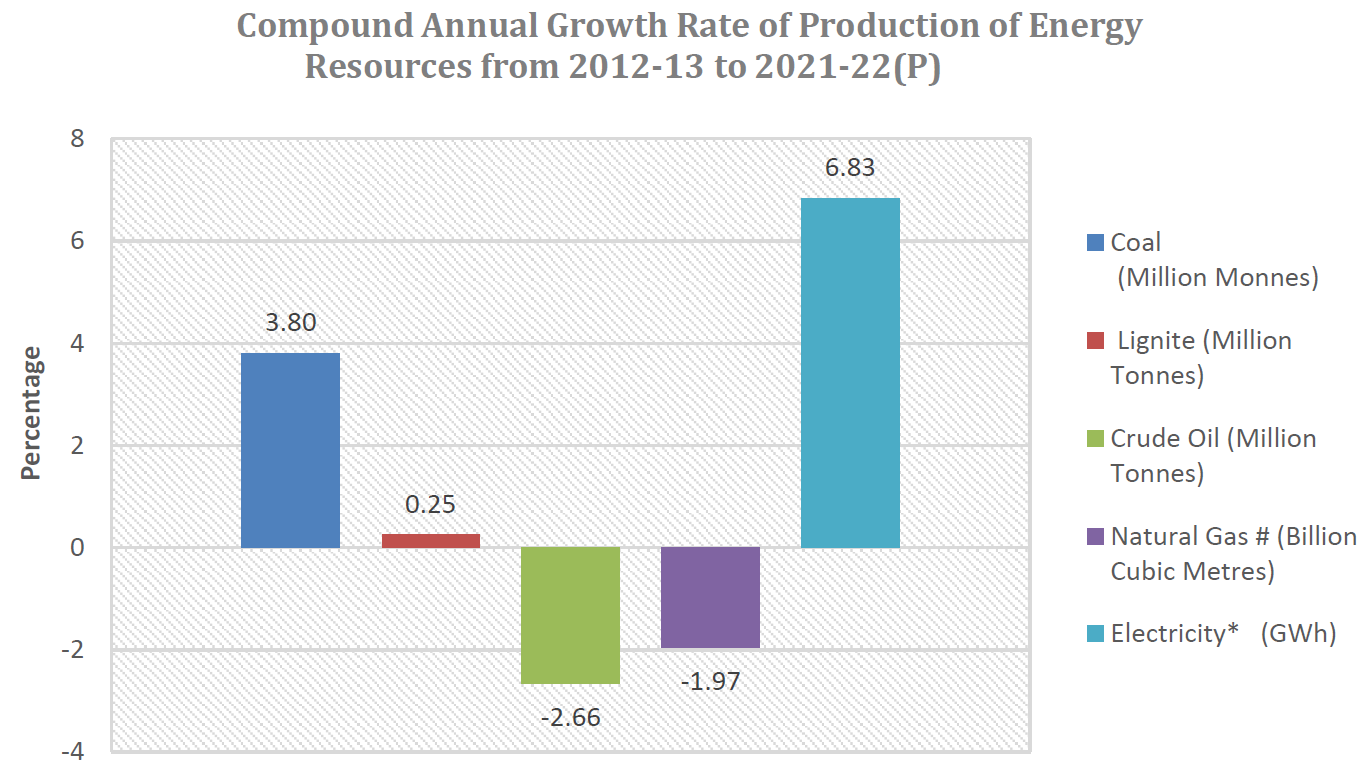 Compound Annual Growth Rate of Production of Energy
Resources from 2012-13 to 2021-22(P)
8
6
4
2
0
-2
-4
Percentage
3.80
0.25
-2.66
-1.97
6.83
Coal
(Million Monnes)
Lignite (Million
Tonnes)
Crude Oil (Million
Tonnes)
Natural Gas # (Billion
Cubic Metres)
Electricity* (GWh)